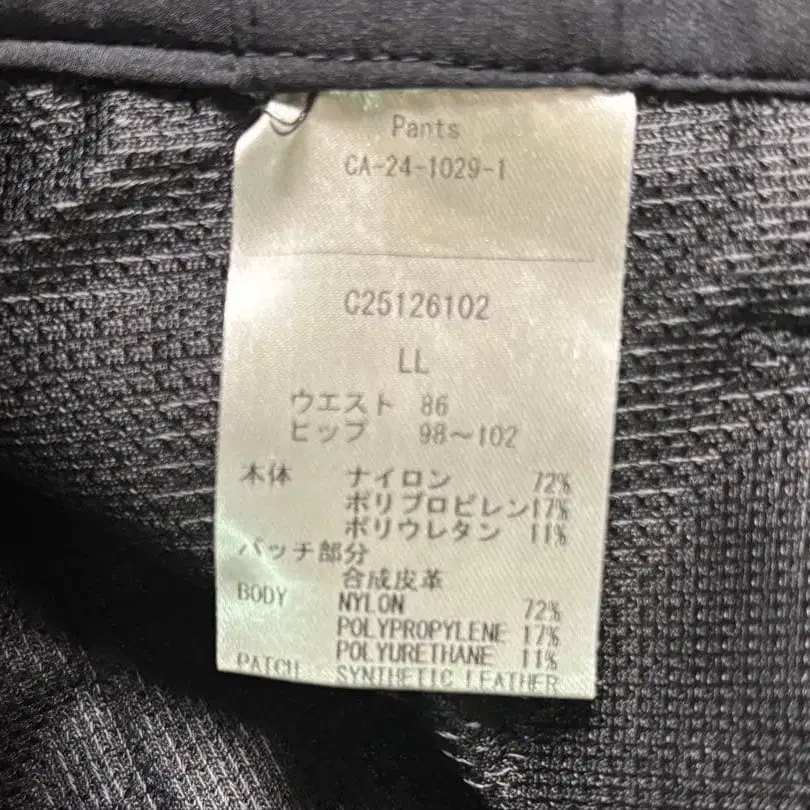 Pants
CA-24-1029-1
C25126102
LL
ウエスト 86
ヒップ 98～102
本体 ナイロン 72%
ポリプロピレン17%
ポリウレタン 11%
パッチ部分
合成皮革
BODY NYLON 72%
POLYPROPYLENE 17%
POLYURETHANE 11%
PATCH SYNTHETIC LEATHER